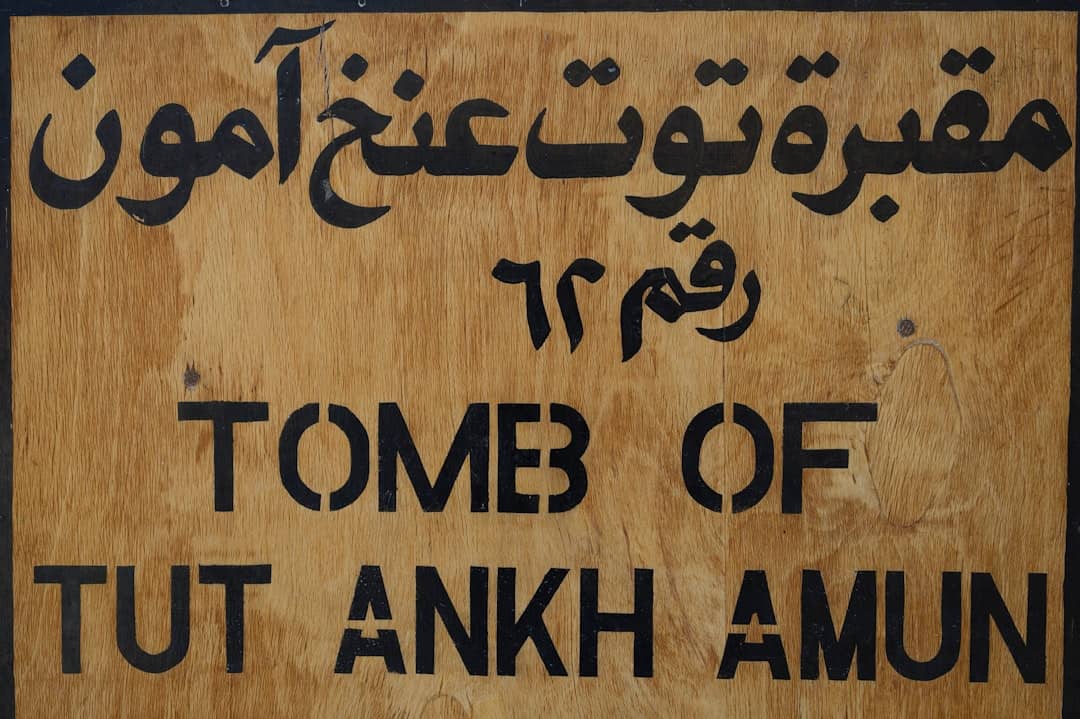 مقبرة توت عنخ آمون
رقم ٦٢
TOMB OF
TUT ANKH AMUN